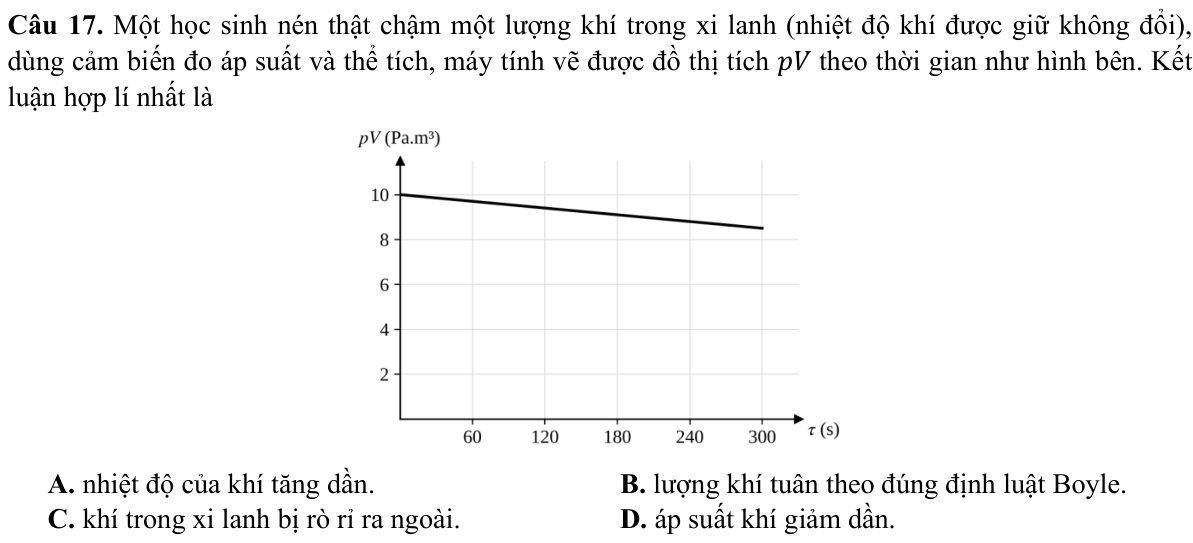 Câu 17. Một học sinh nén thật chậm một lượng khí trong xi lanh (nhiệt độ khí được giữ không đổi),
dùng cảm biến đo áp suất và thể tích, máy tính vẽ được đồ thị tích pV theo thời gian như hình bên. Kết
luận hợp lí nhất là
pV (Pa.m³)
10
8
6
4
2
60 120 180 240 300 τ (s)
A. nhiệt độ của khí tăng dần. B. lượng khí tuân theo đúng định luật Boyle.
C. khí trong xi lanh bị rò rỉ ra ngoài. D. áp suất khí giảm dần.